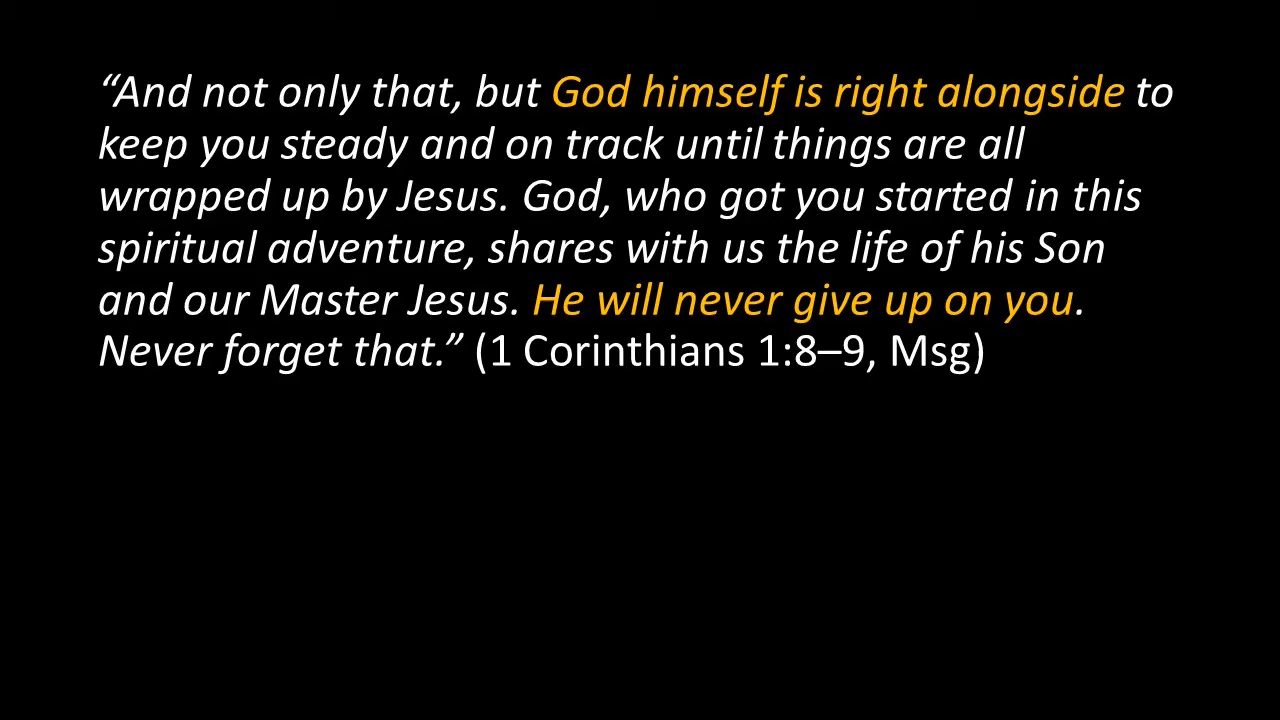 “And not only that, but God himself is right alongside to
keep you steady and on track until things are all
wrapped up by Jesus. God, who got you started in this
spiritual adventure, shares with us the life of his Son
and our Master Jesus. He will never give up on you.
Never forget that.” (1 Corinthians 1:8–9, Msg)